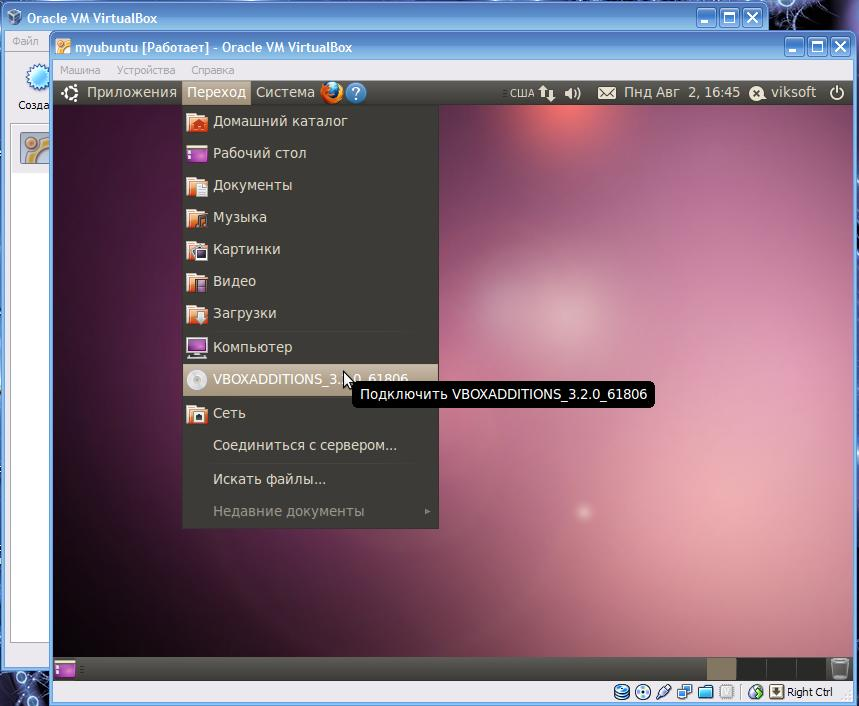 Oracle VM VirtualBox
Файл
myubuntu [Работает] - Oracle VM VirtualBox
Машина Устройства Справка
Созда
Приложения Переход Система США Пнд Авг 2, 16:45 viksoft
Домашний каталог
Рабочий стол
Документы
Музыка
Картинки
Видео
Загрузки
Компьютер
VBOXADDITIONS_3.2.0_61806
Подключить VBOXADDITIONS_3.2.0_61806
Сеть
Соединиться с сервером...
Искать файлы...
Недавние документы
Right Ctrl